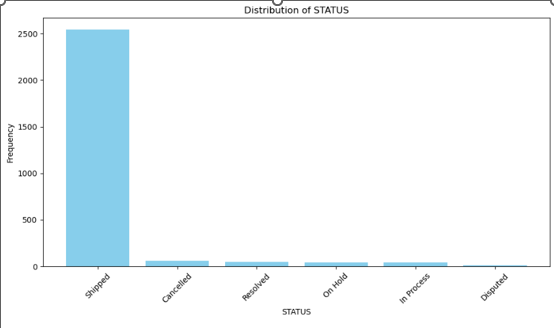 Distribution of STATUS
2500
2000
1500
1000
500
0
Frequency
Shipped
Cancelled
Resolved
On Hold
In Process
Disputed
STATUS